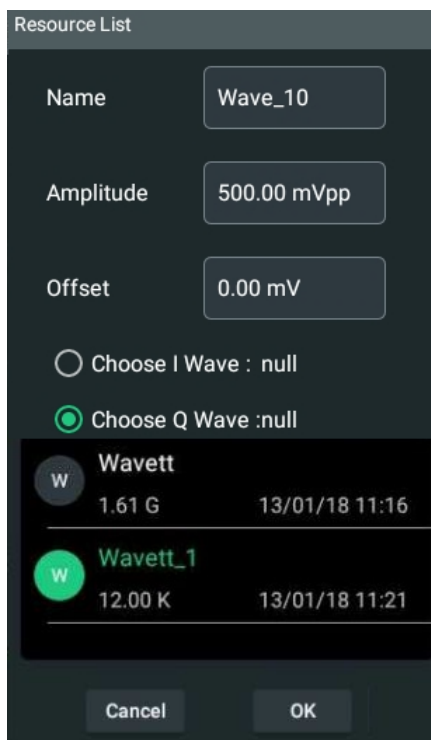 Resource List
Name Wave_10
Amplitude 500.00 mVpp
Offset 0.00 mV
Choose I Wave : null
Choose Q Wave :null
W Wavett
1.61 G 13/01/18 11:16
W Wavett_1
12.00 K 13/01/18 11:21
Cancel OK